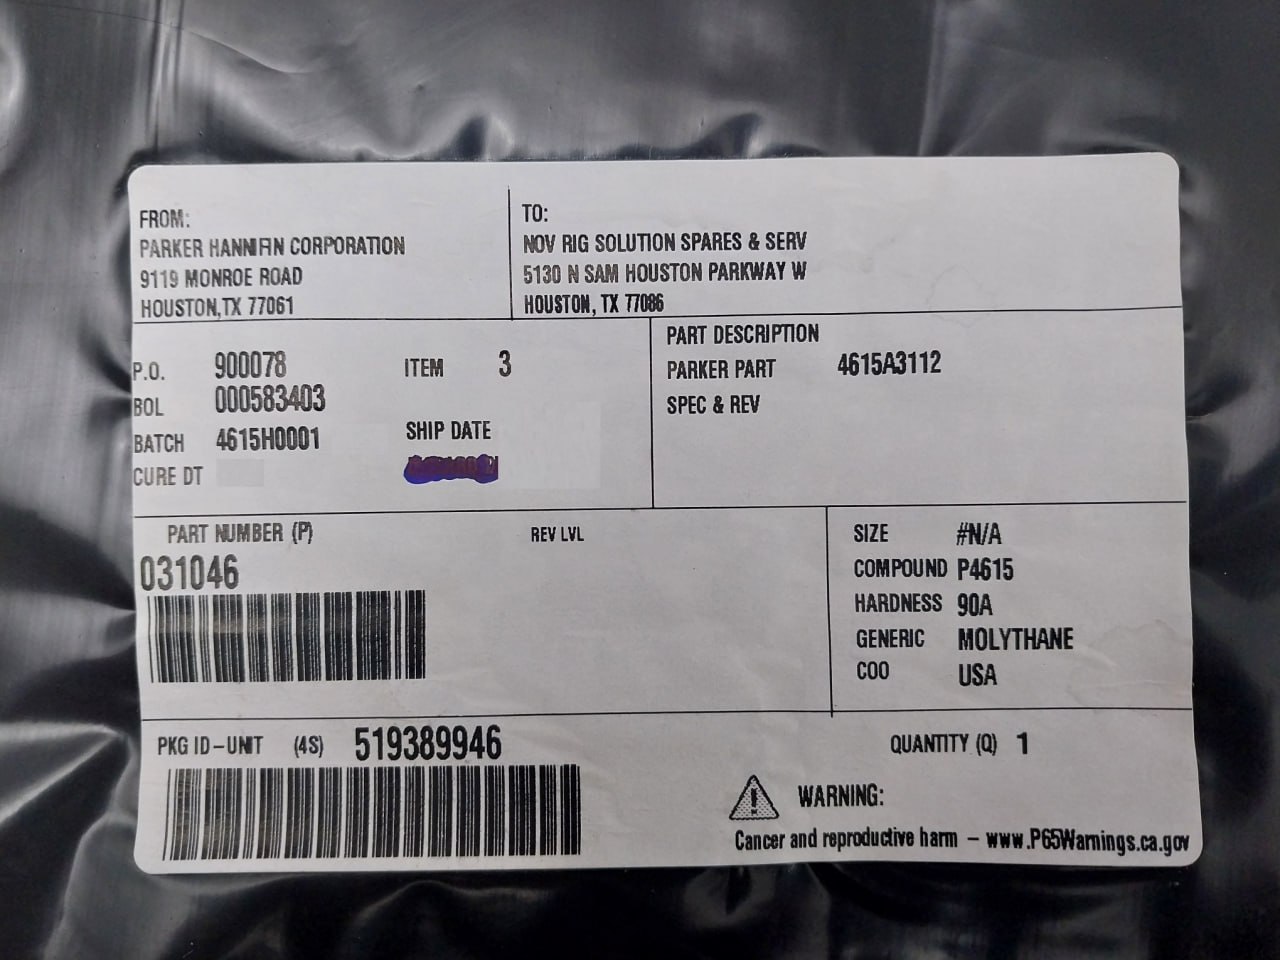 FROM:
PARKER HANNIFIN CORPORATION
9119 MONROE ROAD
HOUSTON,TX 77061
TO:
NOV RIG SOLUTION SPARES & SERV
5130 N SAM HOUSTON PARKWAY W
HOUSTON, TX 77086
P.O. 900078
ITEM 3
BOL 000583403
BATCH 4615H0001
SHIP DATE
CURE DT
PART DESCRIPTION
PARKER PART 4615A3112
SPEC & REV
PART NUMBER (P)
REV LVL
031046
SIZE #N/A
COMPOUND P4615
HARDNESS 90A
GENERIC MOLYTHANE
COO USA
PKG ID-UNIT (4S) 519389946
QUANTITY (Q) 1
WARNING:
Cancer and reproductive harm - www.P65Warnings.ca.gov